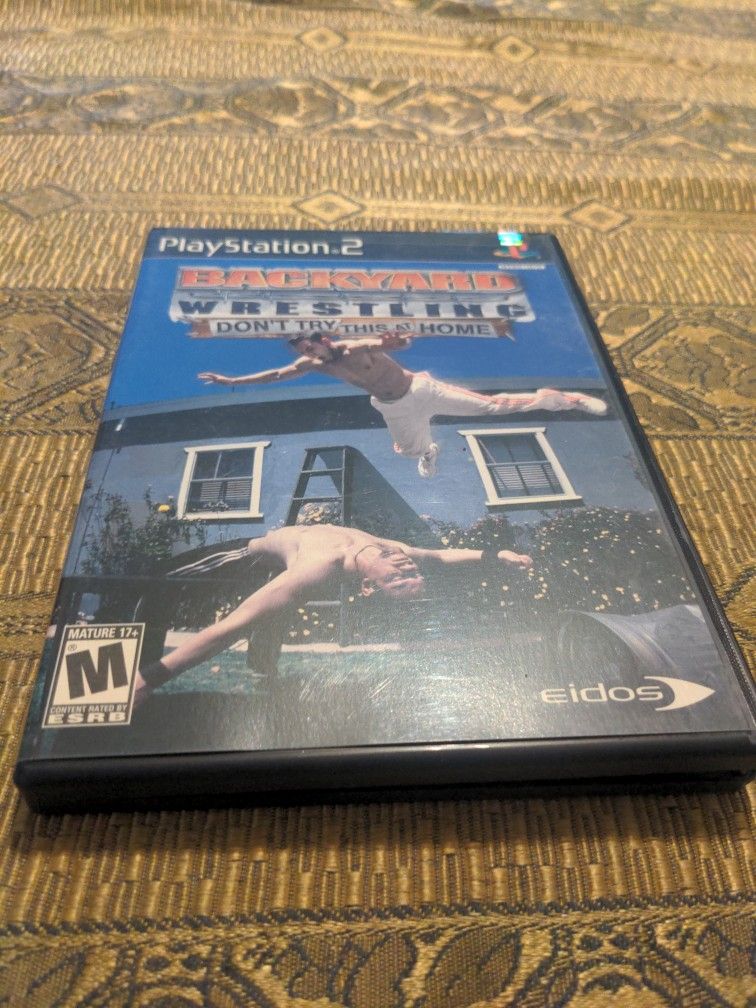 PlayStation 2
BACKYARD
WRESTLING
DON'T TRY THIS AT HOME
MATURE 17+
M
®
CONTENT RATED BY
ESRB
eidos